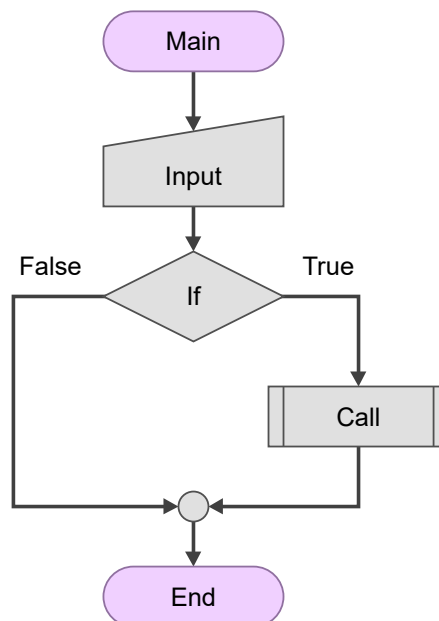 Main
Input
False
True
If
Call
End